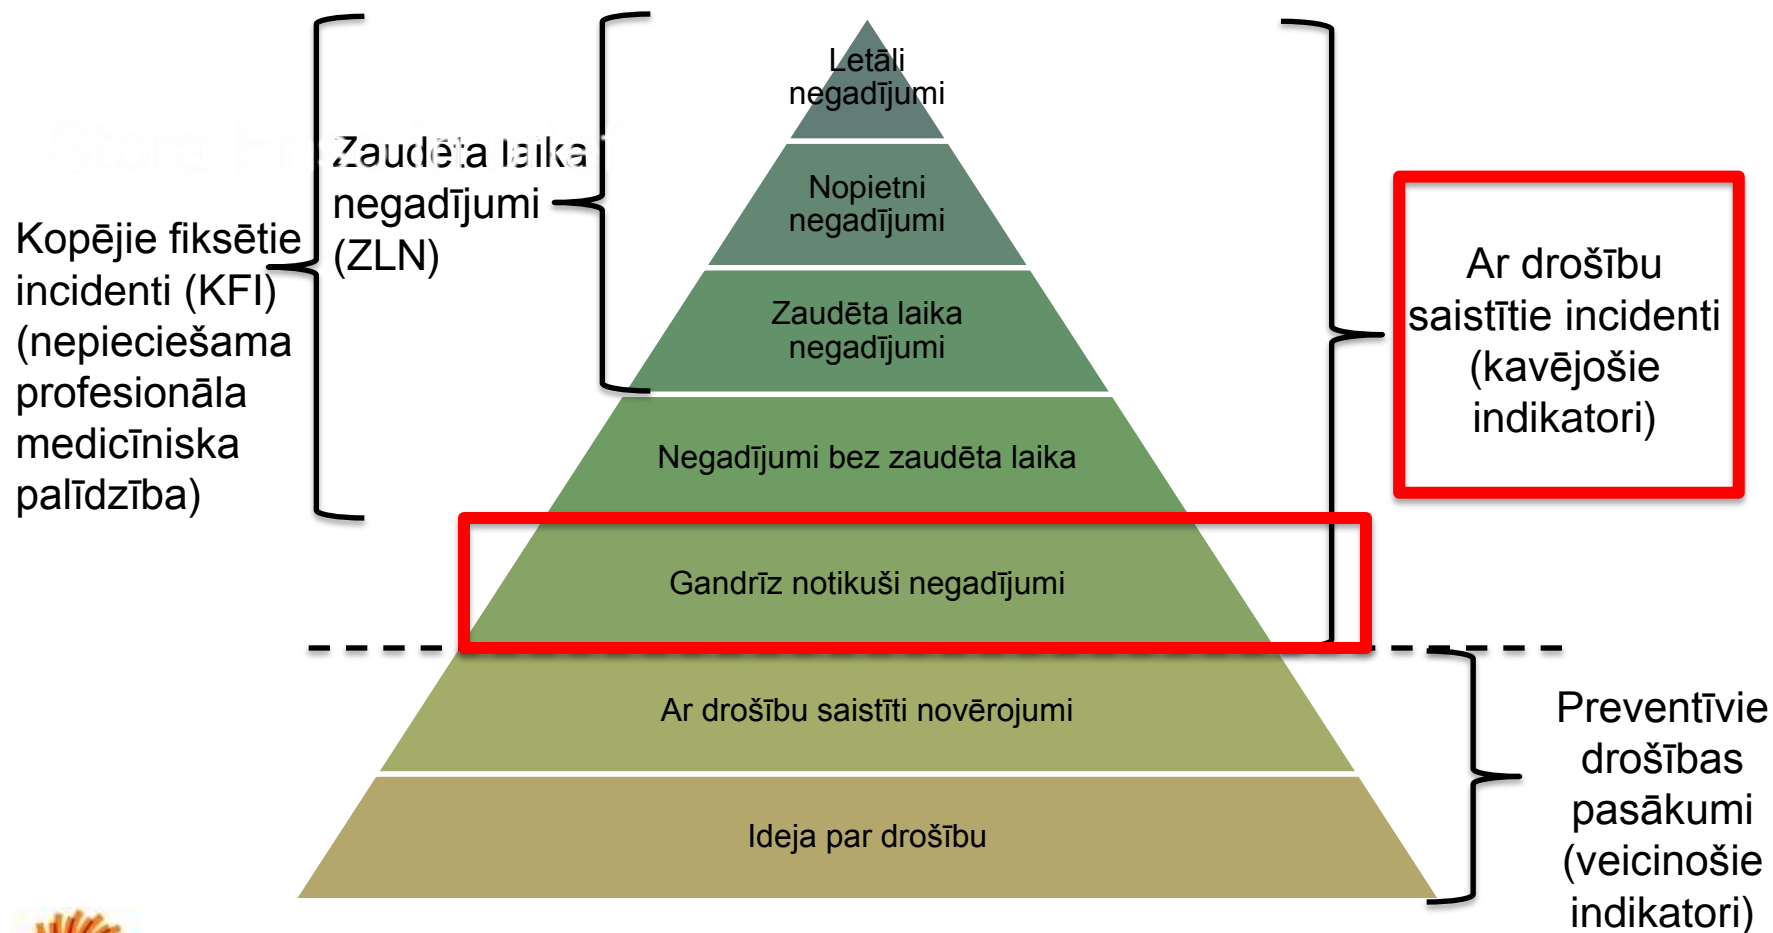 Stora En
Kopējie fiksētie
incidenti (KFI)
(nepieciešama
profesionāla
medicīniska
palīdzība)
Zaudēta laika
negadījumi
(ZLN)
Letāli
negadījumi
Nopietni
negadījumi
Zaudēta laika
negadījumi
Negadījumi bez zaudēta laika
Gandrīz notikuši negadījumi
Ar drošību saistīti novērojumi
Ideja par drošību
Ar drošību
saistītie incidenti
(kavējošie
indikatori)
Preventīvie
drošības
pasākumi
(veicinošie
indikatori)